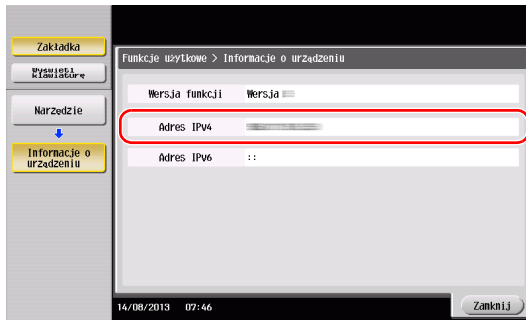 Zakładka
Wyświetl
klawiaturę
Narzędzie
Informacje o
urządzeniu
Funkcje użytkowe > Informacje o urządzeniu
Wersja funkcji Wersja
Adres IPv4
Adres IPv6 ::
14/08/2013 07:46
Zamknij